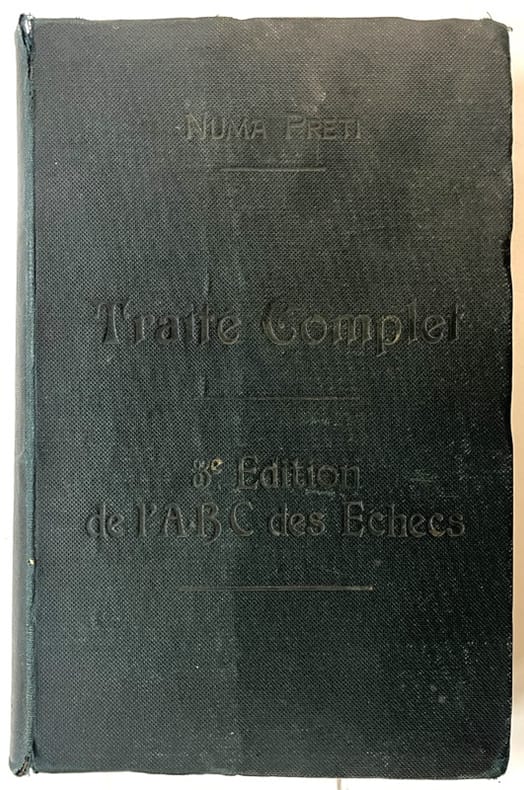 NUMA PRETI
Traité Complet
3e Edition
de l'A.B C des Echecs